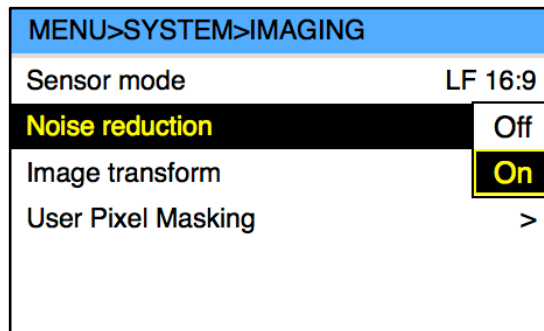 MENU>SYSTEM>IMAGING
Sensor mode LF 16:9
Noise reduction Off
Image transform On
User Pixel Masking >